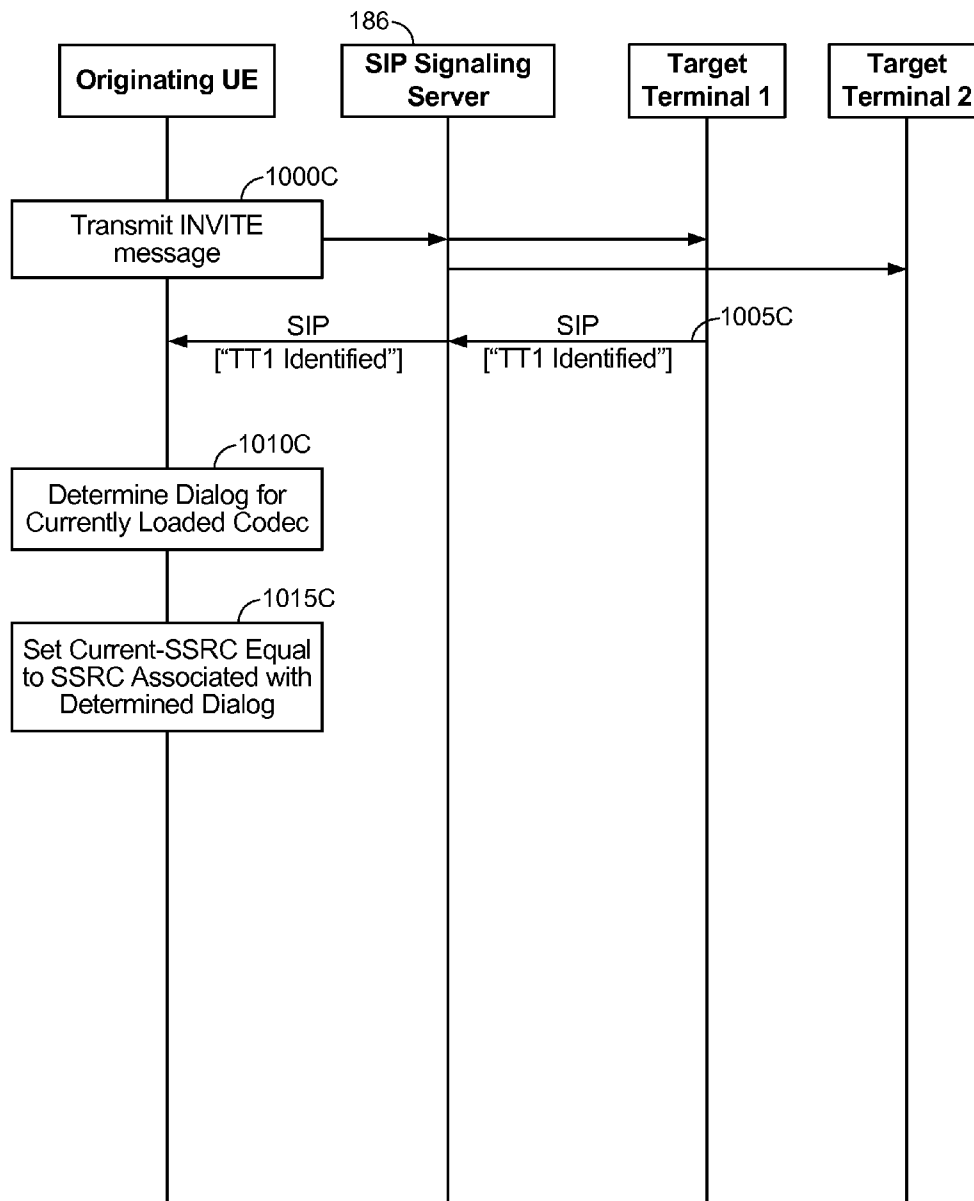 186
Originating UE
SIP Signaling
Server
Target
Terminal 1
Target
Terminal 2
1000C
Transmit INVITE
message
SIP
["TT1 Identified"]
SIP
["TT1 Identified"]
1005C
1010C
Determine Dialog for
Currently Loaded Codec
1015C
Set Current-SSRC Equal
to SSRC Associated with
Determined Dialog